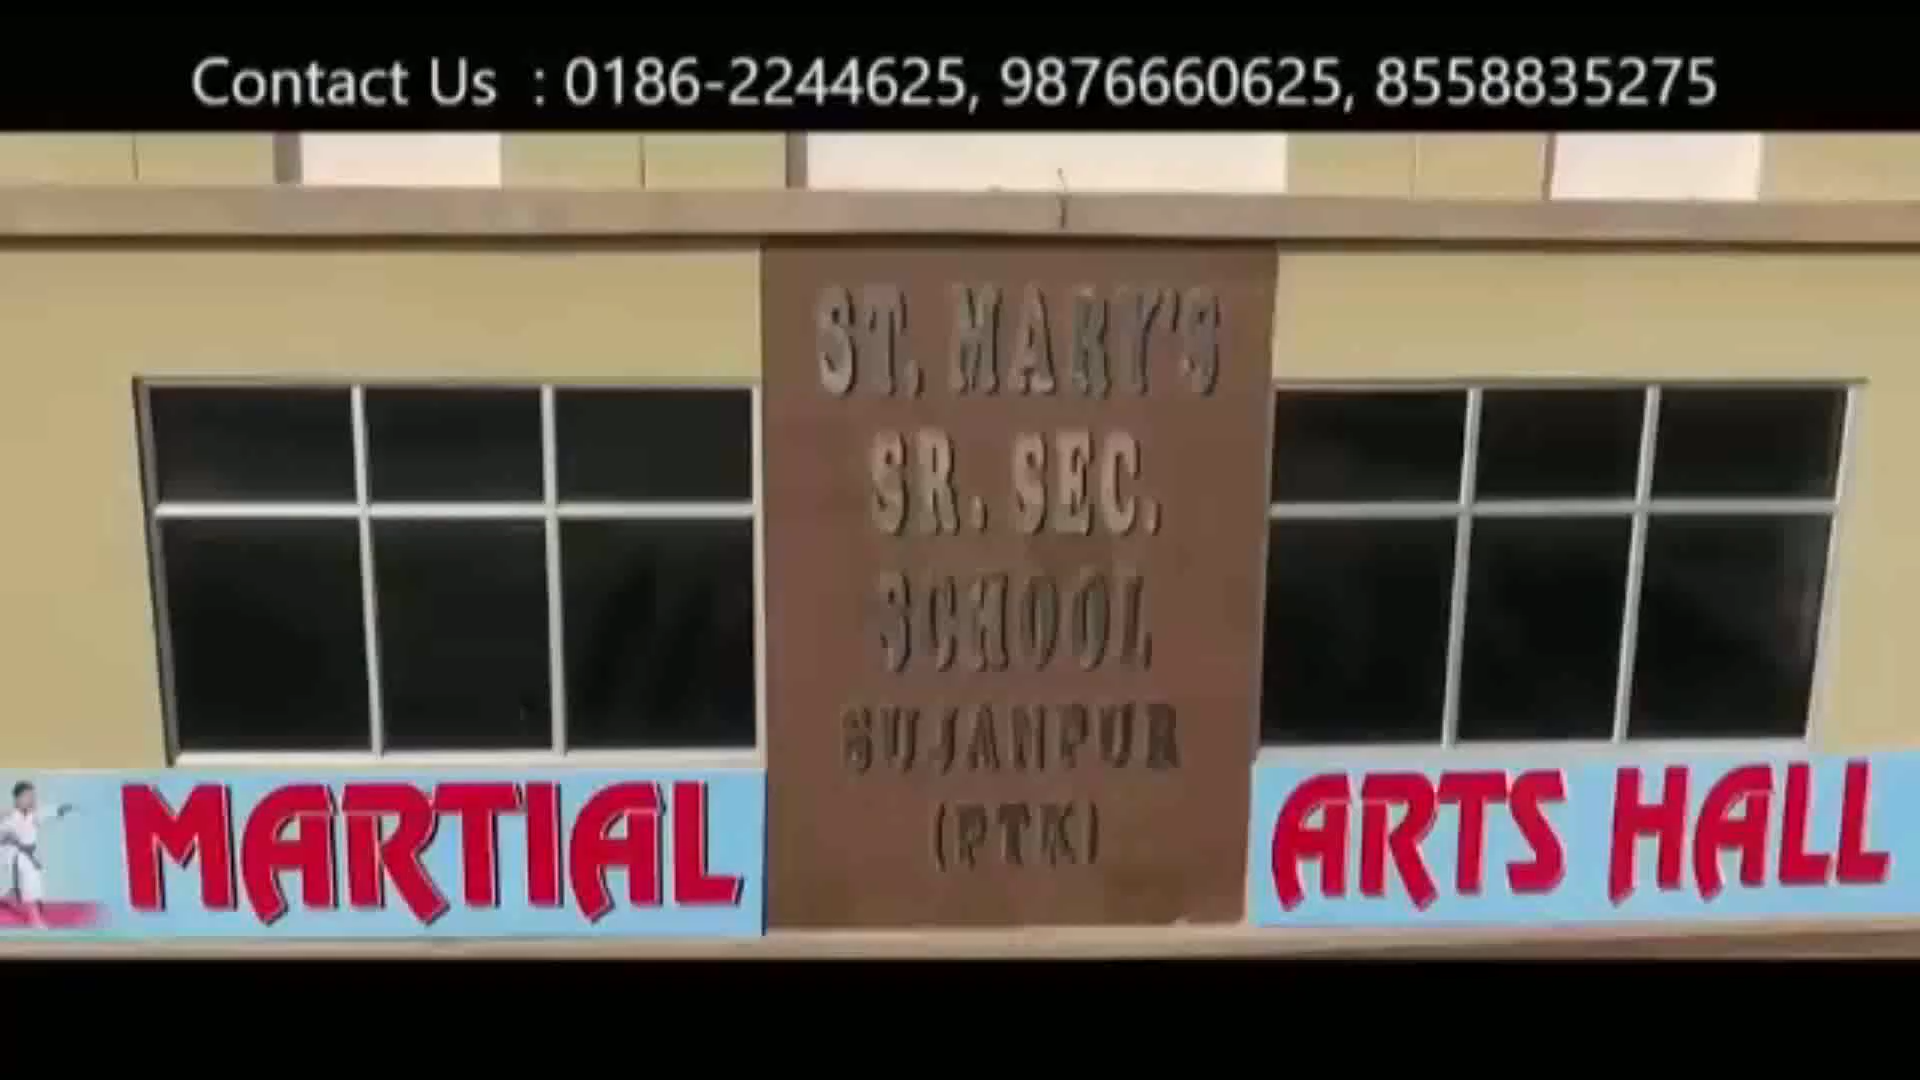 Contact Us : 0186-2244625, 9876660625, 8558835275
ST. MARY'S
SR. SEC.
SCHOOL
SUJANPUR
(PTK)
MARTIAL ARTS HALL